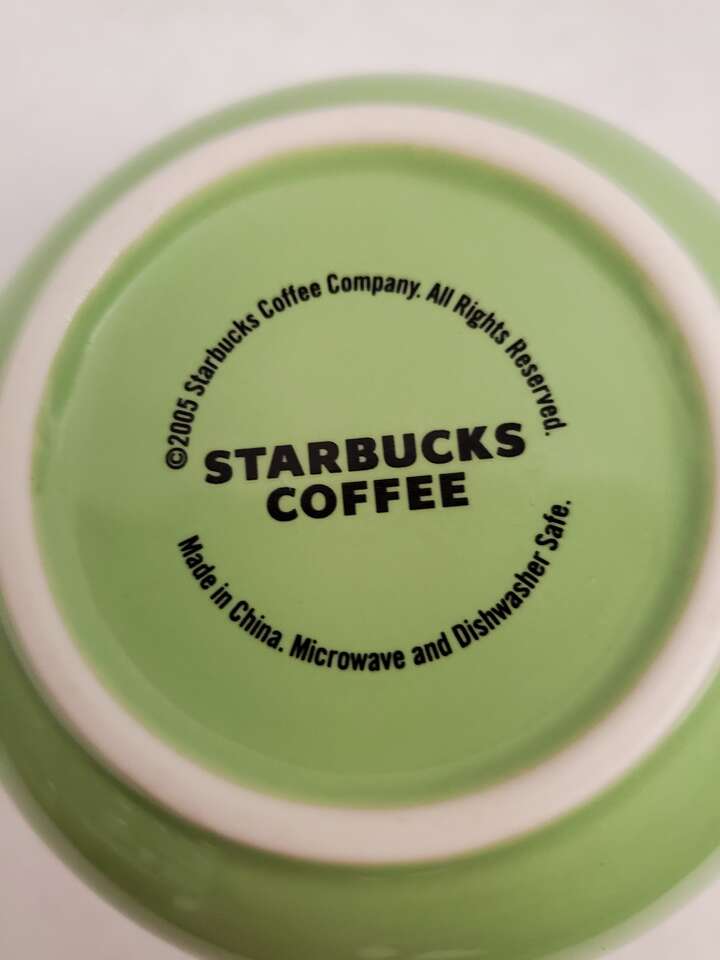 ©2005 Starbucks Coffee Company. All Rights Reserved.
STARBUCKS
COFFEE
Made in China. Microwave and Dishwasher Safe.